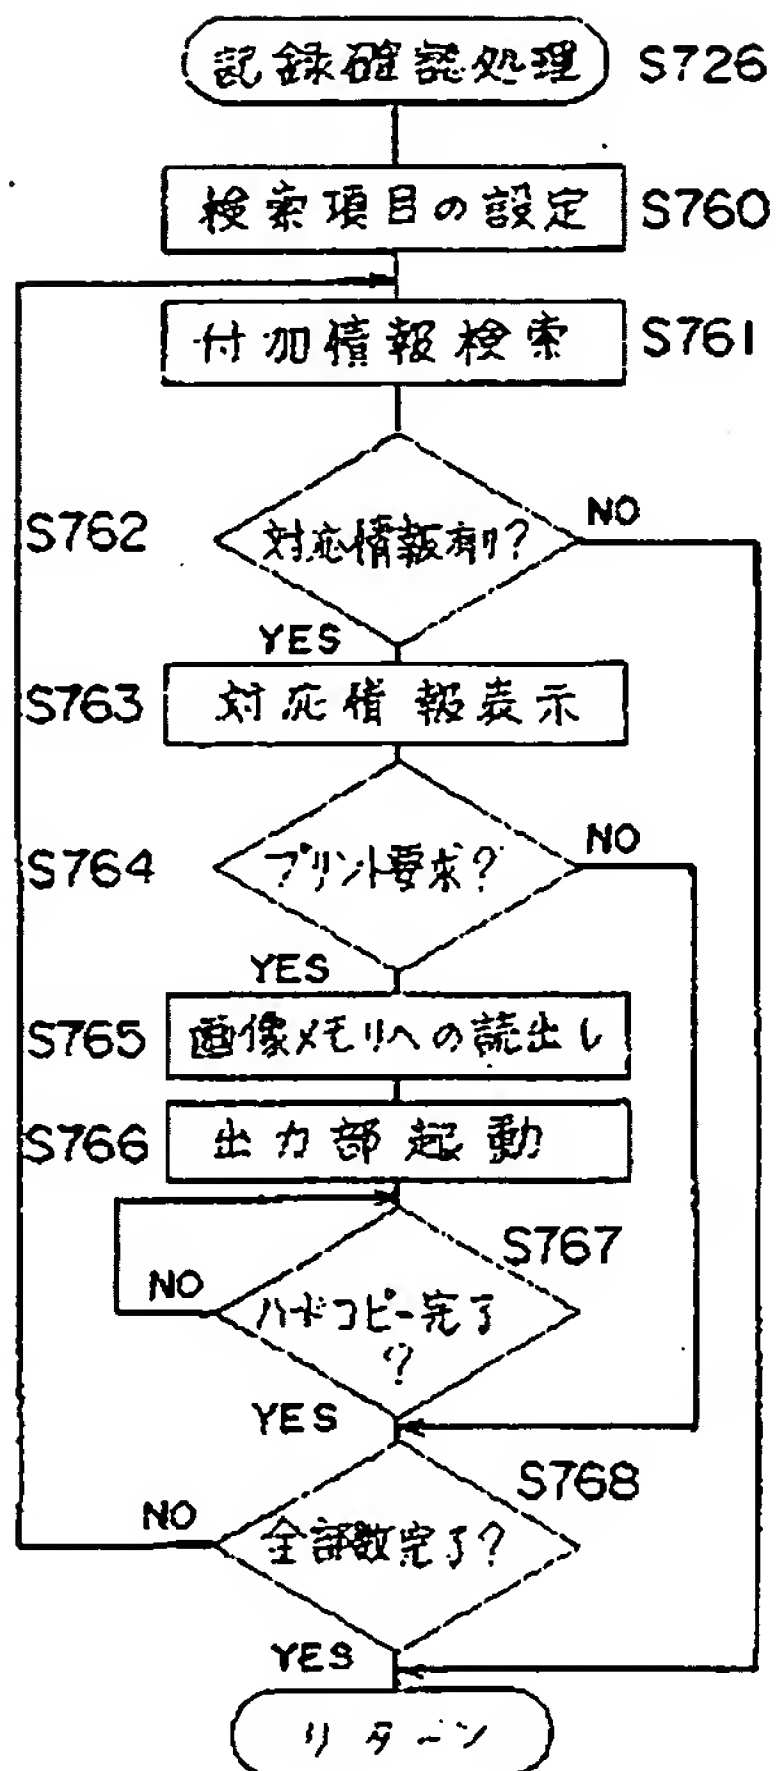 記録確認処理 S726
検索項目の設定 S760
付加情報検索 S761
S762 対応情報有り? NO
YES
S763 対応情報表示
S764 プリント要求? NO
YES
S765 画像メモリへの読出し
S766 出力部起動
S767
NO ハードコピー完了
?
YES
S768
NO 全部数完了?
YES
リターン